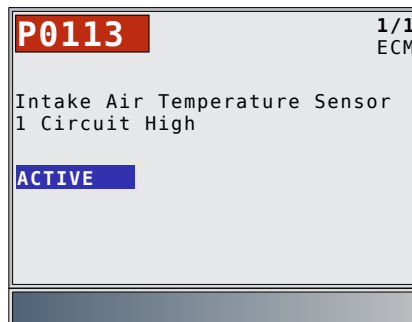 P0113
1/1
ECM
Intake Air Temperature Sensor
1 Circuit High
ACTIVE